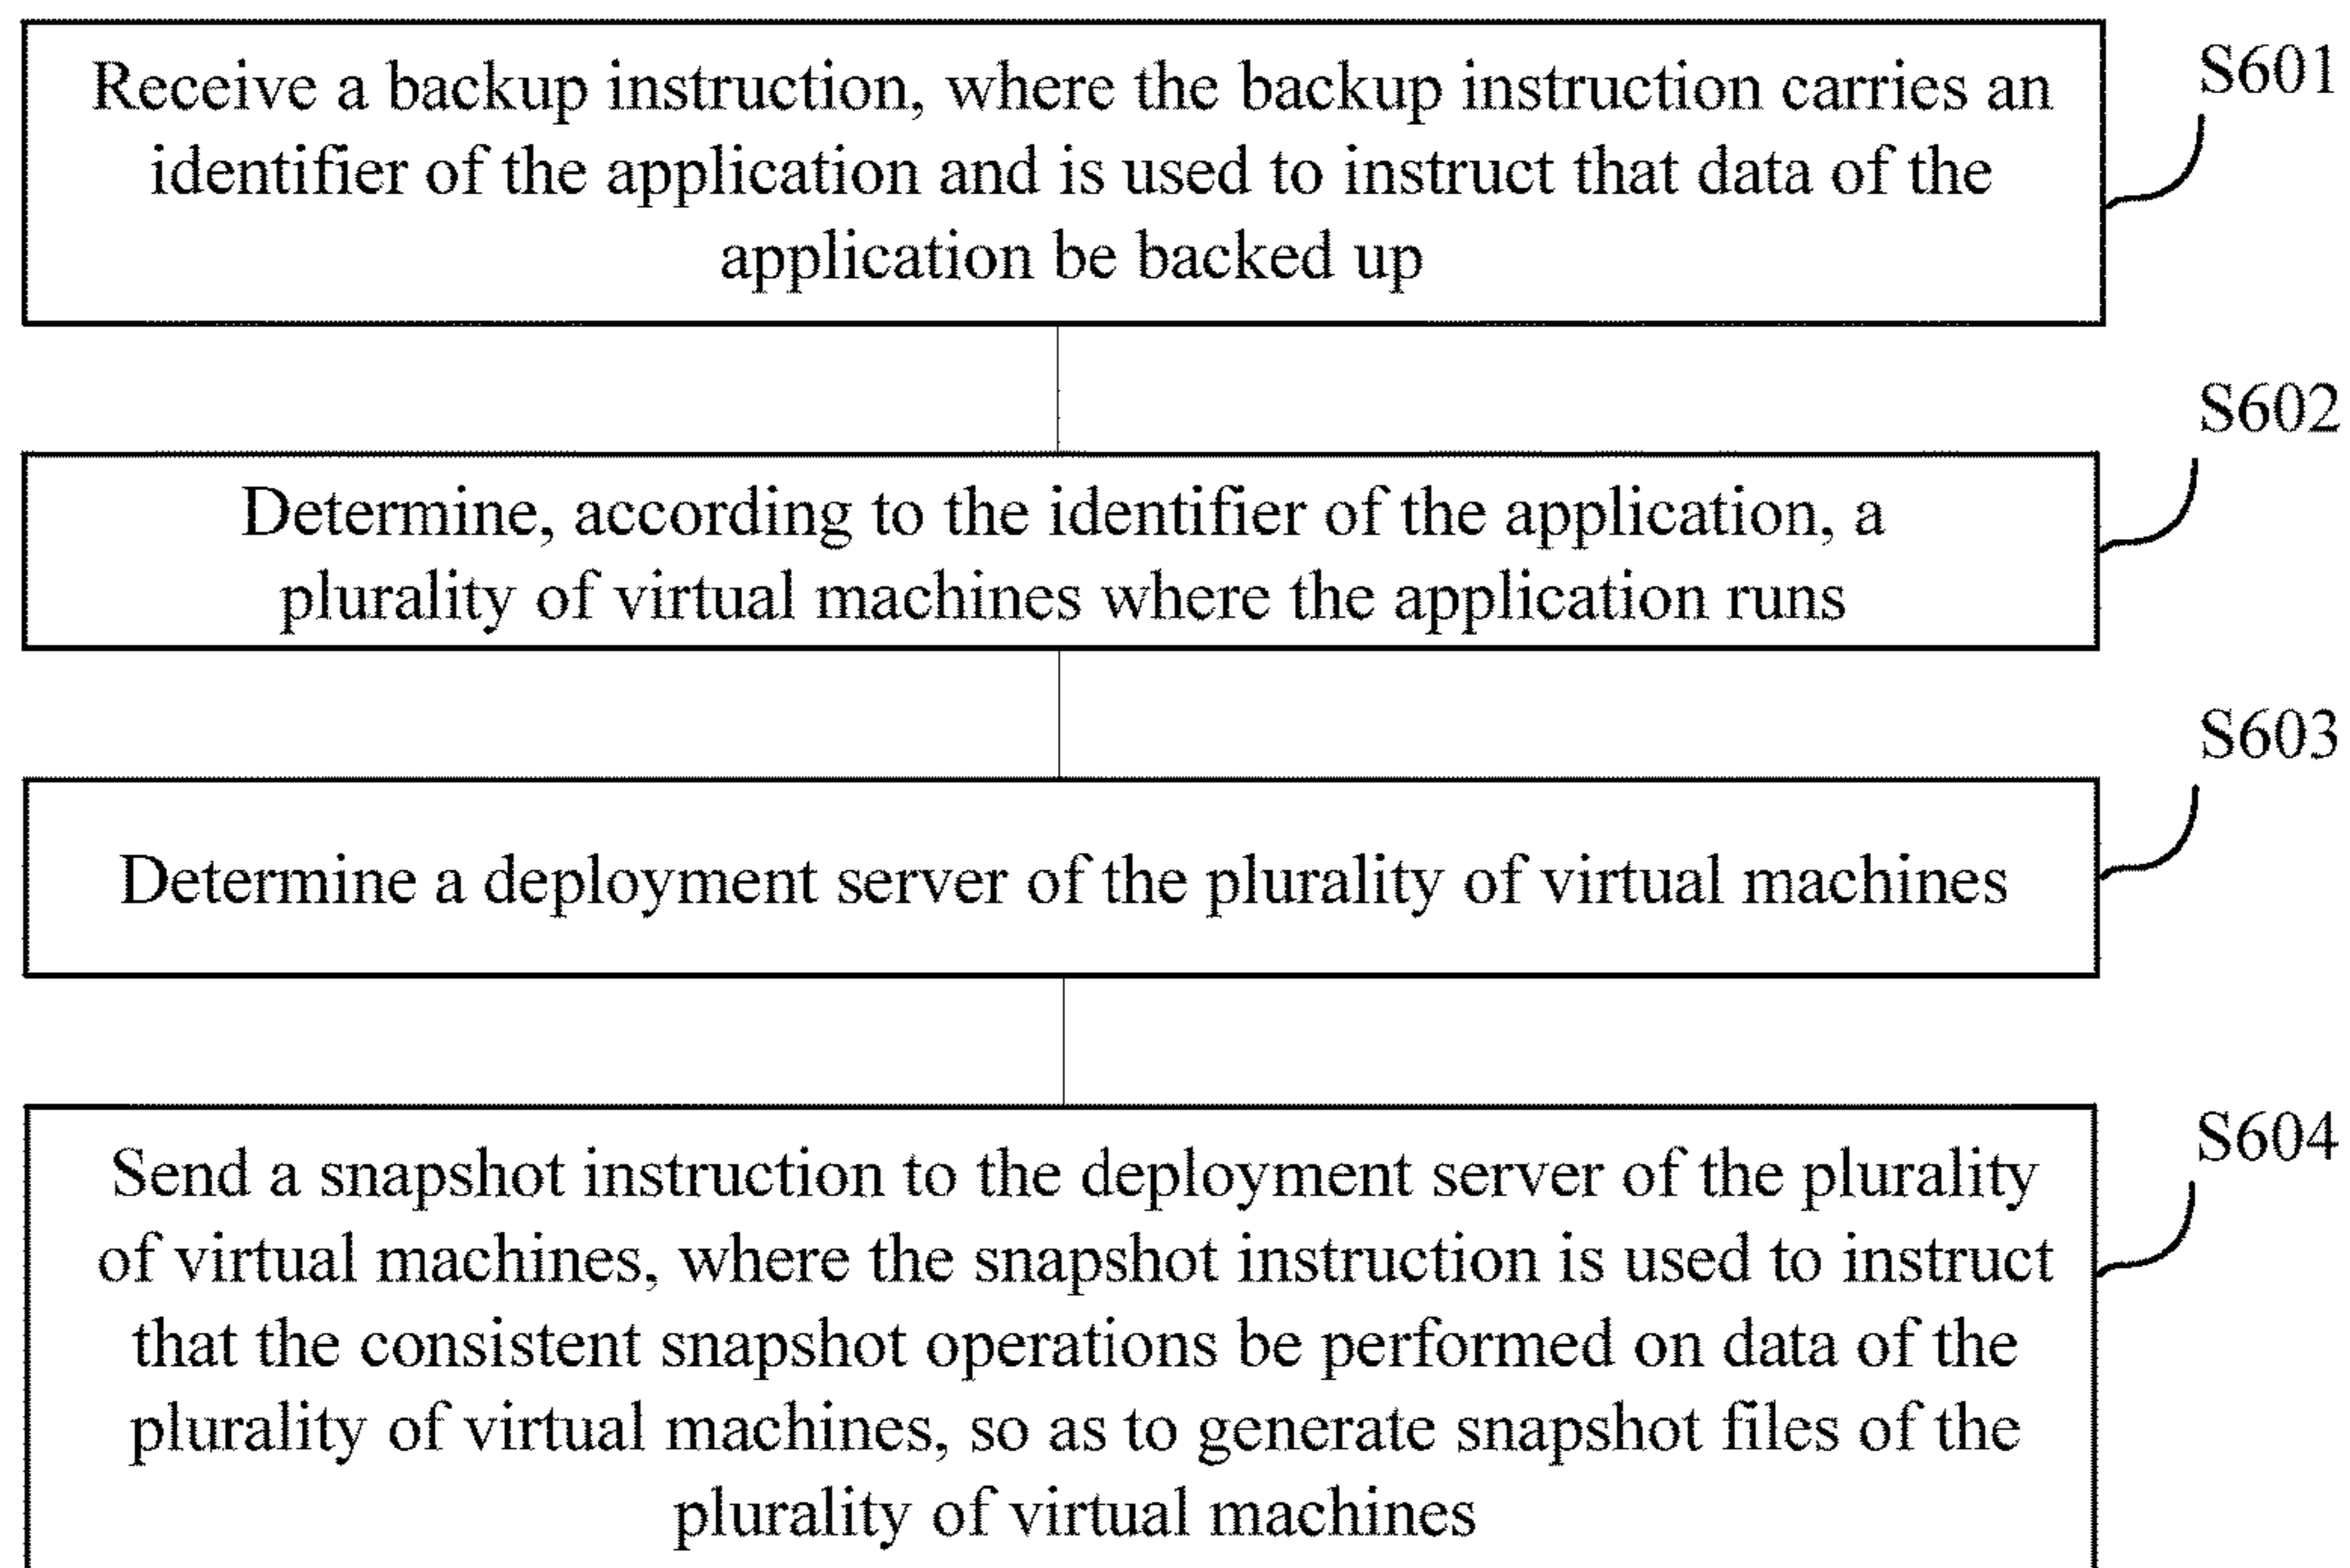 Receive a backup instruction, where the backup instruction carries an
identifier of the application and is used to instruct that data of the
application be backed up
S601
Determine, according to the identifier of the application, a
plurality of virtual machines where the application runs
S602
Determine a deployment server of the plurality of virtual machines
S603
Send a snapshot instruction to the deployment server of the plurality
of virtual machines, where the snapshot instruction is used to instruct
that the consistent snapshot operations be performed on data of the
plurality of virtual machines, so as to generate snapshot files of the
plurality of virtual machines
S604